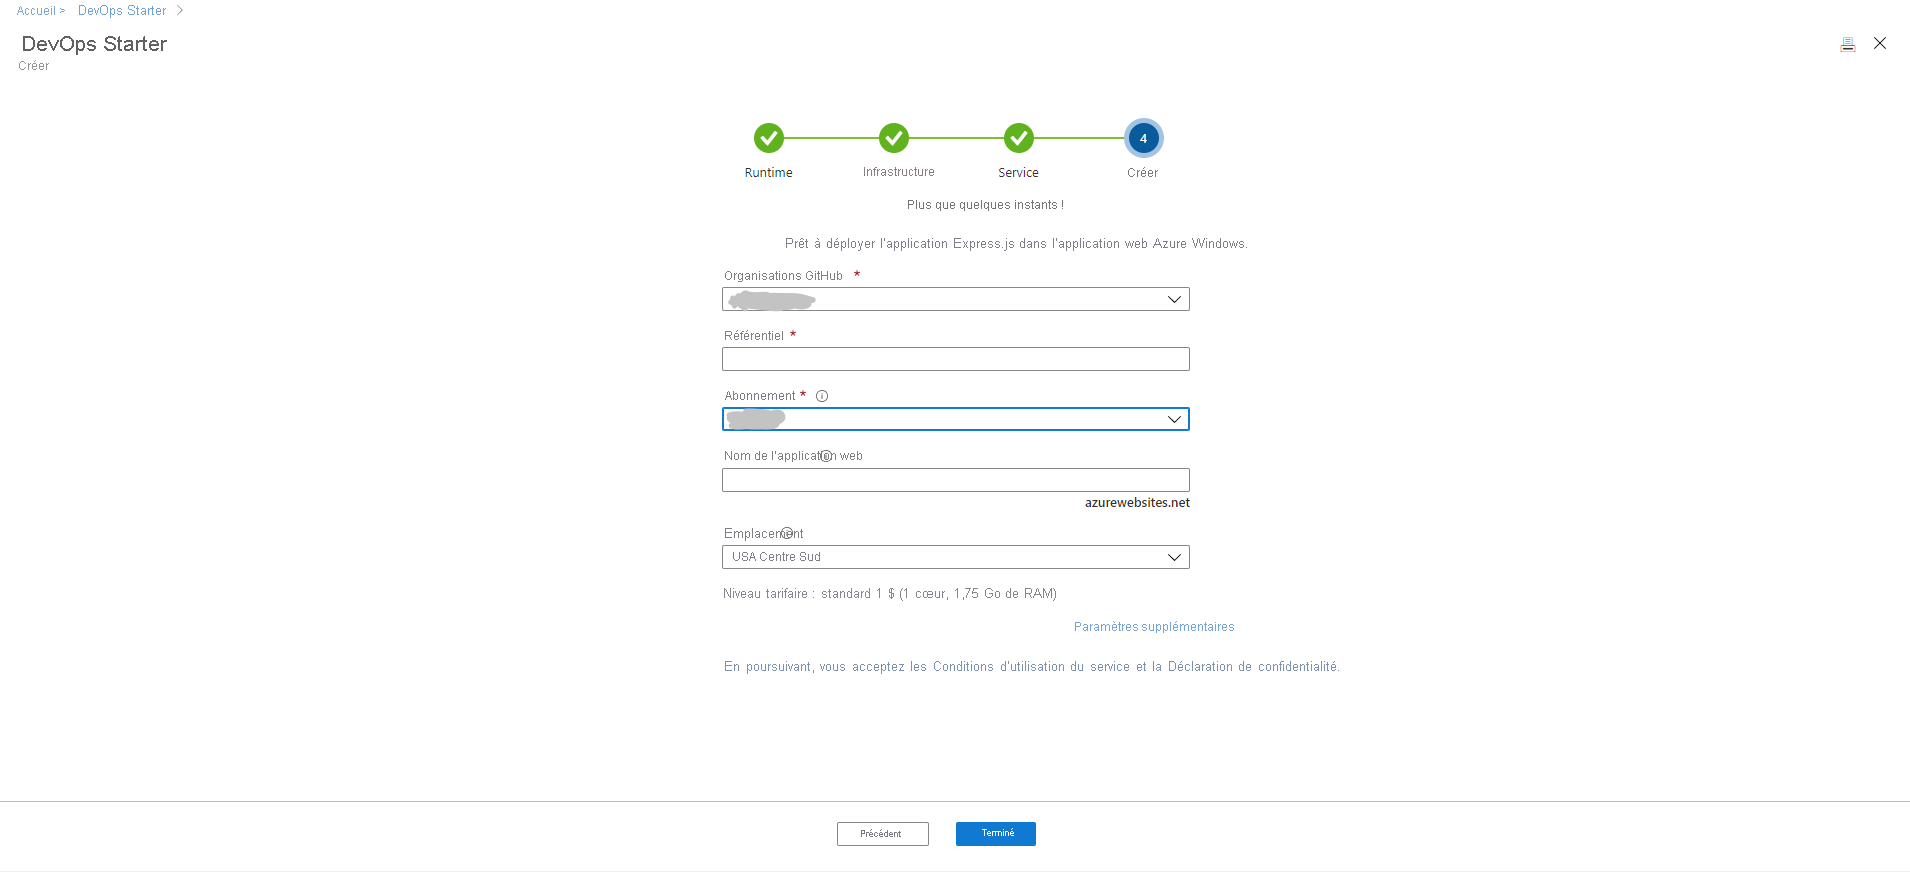 Accueil > DevOps Starter >
DevOps Starter
Créer
4
Runtime Infrastructure Service Créer
Plus que quelques instants !
Prêt à déployer l'application Express.js dans l'application web Azure Windows.
Organisations GitHub *
Référentiel *
Abonnement *
Nom de l'application web
azurewebsites.net
Emplacement
USA Centre Sud
Niveau tarifaire : standard 1 $ (1 cœur, 1,75 Go de RAM)
Paramètres supplémentaires
En poursuivant, vous acceptez les Conditions d'utilisation du service et la Déclaration de confidentialité.
Précédent Terminé